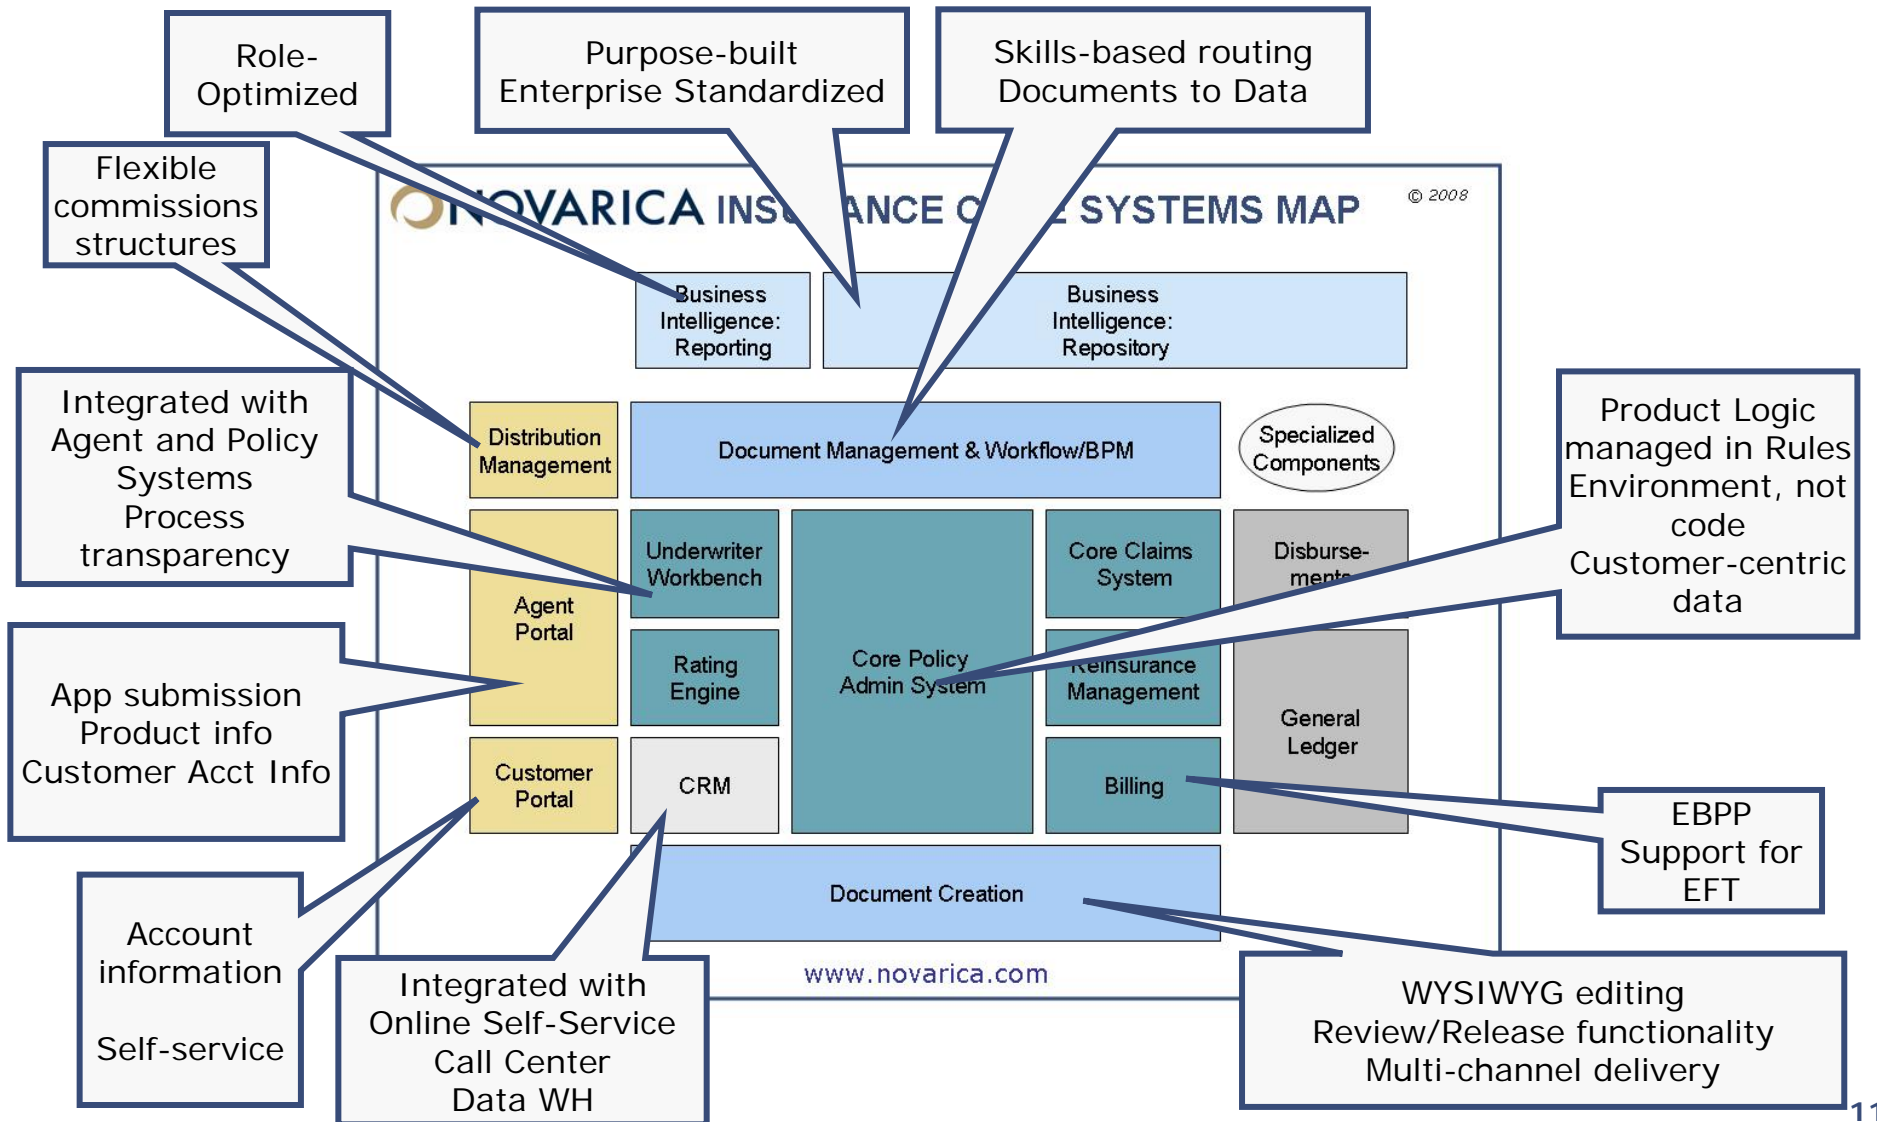 Role-
Optimized
Purpose-built
Enterprise Standardized
Skills-based routing
Documents to Data
Flexible
commissions
structures
NOVARICA INSURANCE C E SYSTEMS MAP
© 2008
Business
Intelligence:
Reporting
Business
Intelligence:
Repository
Integrated with
Agent and Policy
Systems
Process
transparency
Distribution
Management
Document Management & Workflow/BPM
Specialized
Components
Product Logic
managed in Rules
Environment, not
code
Customer-centric
data
Agent
Portal
Underwriter
Workbench
Core Policy
Admin System
Core Claims
System
Disburse-
ments
Rating
Engine
Reinsurance
Management
General
Ledger
App submission
Product info
Customer Acct Info
Customer
Portal
CRM
Billing
EBPP
Support for
EFT
Document Creation
Account
information
Self-service
Integrated with
Online Self-Service
Call Center
Data WH
www.novarica.com
WYSIWYG editing
Review/Release functionality
Multi-channel delivery
11